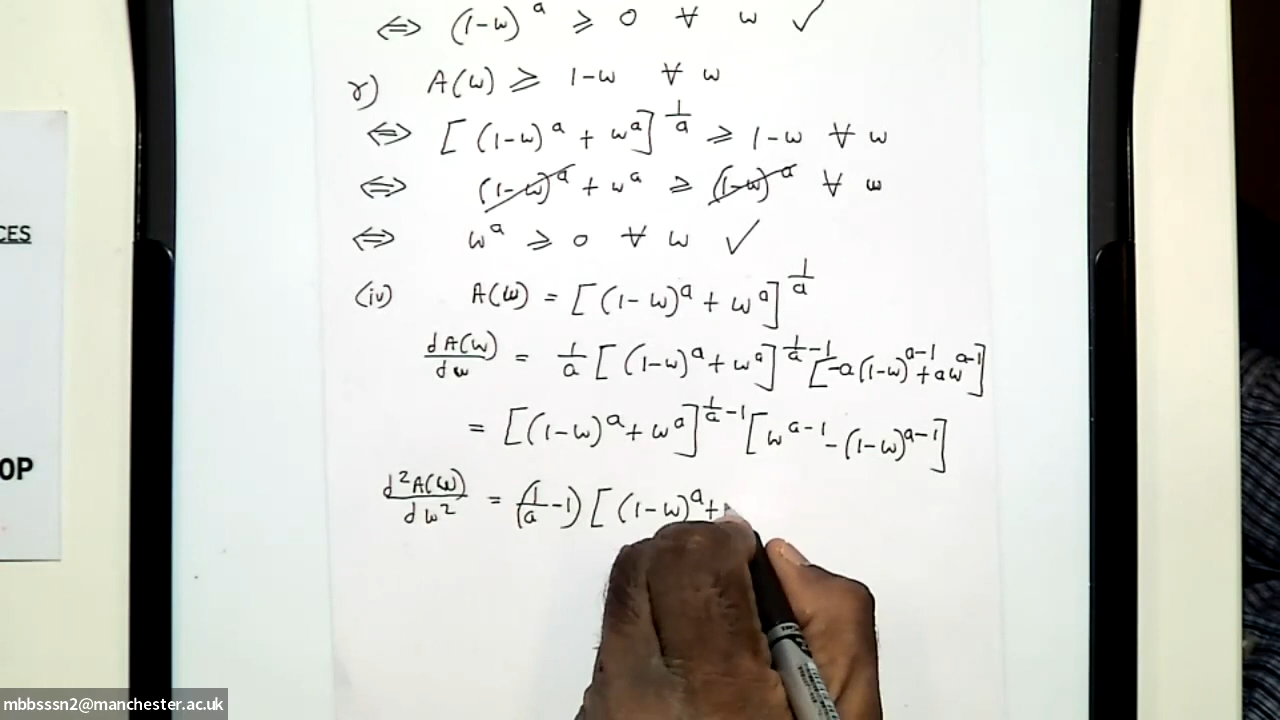 ⇔ (1-w)^a ⩾ 0 ∀ w ✓
γ) A(w) ⩾ 1-w ∀ w
⇔ [(1-w)^a + w^a]^{1/a} ⩾ 1-w ∀ w
⇔ (1-w)^a + w^a ⩾ (1-w)^a ∀ w
⇔ w^a ⩾ 0 ∀ w ✓
(iv) A(w) = [(1-w)^a + w^a]^{1/a}
dA(w)/dw = 1/a [(1-w)^a + w^a]^{1/a -1} [-a(1-w)^{a-1} + aw^{a-1}]
= [(1-w)^a + w^a]^{1/a -1} [w^{a-1} - (1-w)^{a-1}]
d²A(w)/dw² = (1/a -1) [(1-w)^a +
CES
OP
mbbsssn2@manchester.ac.uk